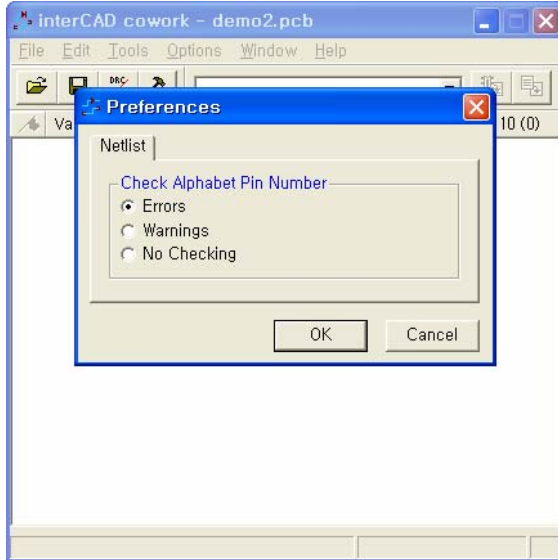 interCAD cowork - demo2.pcb
File Edit Tools Options Window Help
DRC
Va
10 (0)
Preferences
Netlist
Check Alphabet Pin Number
Errors
Warnings
No Checking
OK Cancel